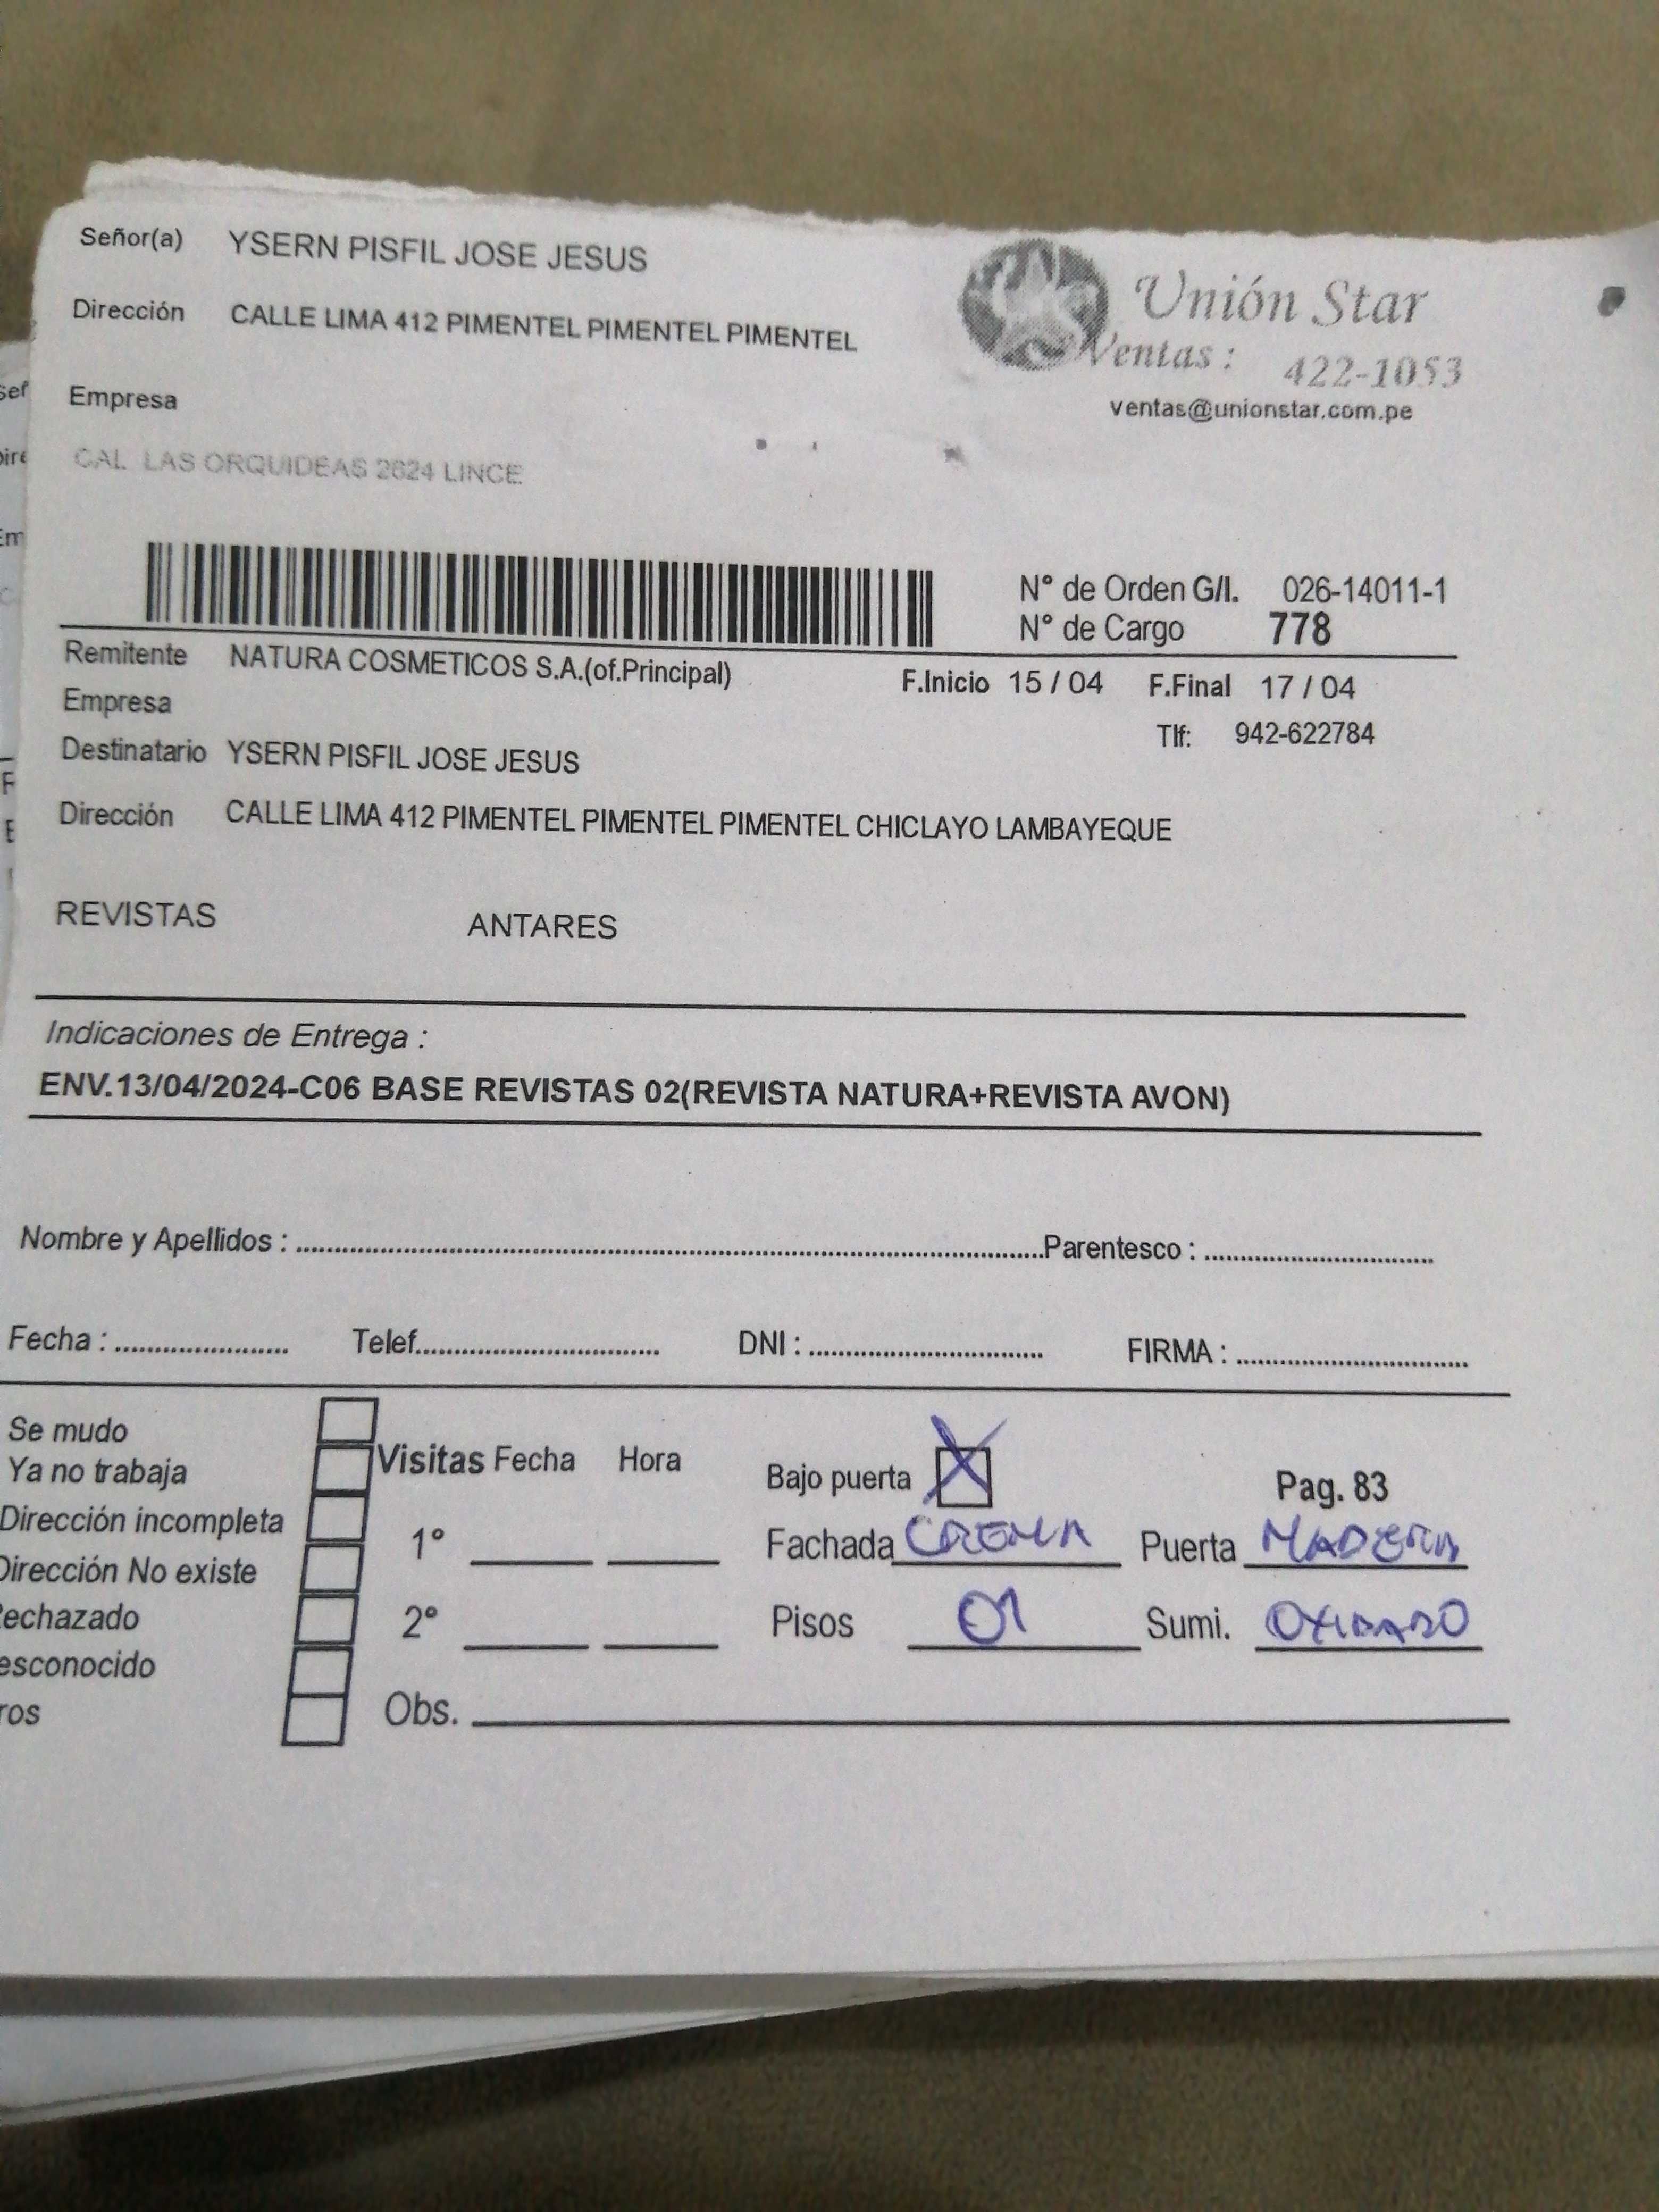 Señor(a) YSERN PISFIL JOSE JESUS
Dirección CALLE LIMA 412 PIMENTEL PIMENTEL PIMENTEL
Unión Star
Ventas : 422-1053
ventas@unionstar.com.pe
Empresa
CAL LAS ORQUIDEAS 2624 LINCE
N° de Orden G/I. 026-14011-1
N° de Cargo 778
Remitente NATURA COSMETICOS S.A.(of.Principal) F.Inicio 15 / 04 F.Final 17 / 04
Empresa
Tlf: 942-622784
Destinatario YSERN PISFIL JOSE JESUS
Dirección CALLE LIMA 412 PIMENTEL PIMENTEL PIMENTEL CHICLAYO LAMBAYEQUE
REVISTAS ANTARES
Indicaciones de Entrega :
ENV.13/04/2024-C06 BASE REVISTAS 02(REVISTA NATURA+REVISTA AVON)
Nombre y Apellidos : Parentesco :
Fecha : Telef. DNI : FIRMA :
Se mudo
Ya no trabaja
Dirección incompleta
Dirección No existe
echazado
esconocido
ros
Visitas Fecha Hora
1°
2°
Obs.
Bajo puerta X Pag. 83
Fachada CREMA Puerta MADERA
Pisos 01 Sumi. OXIDADO